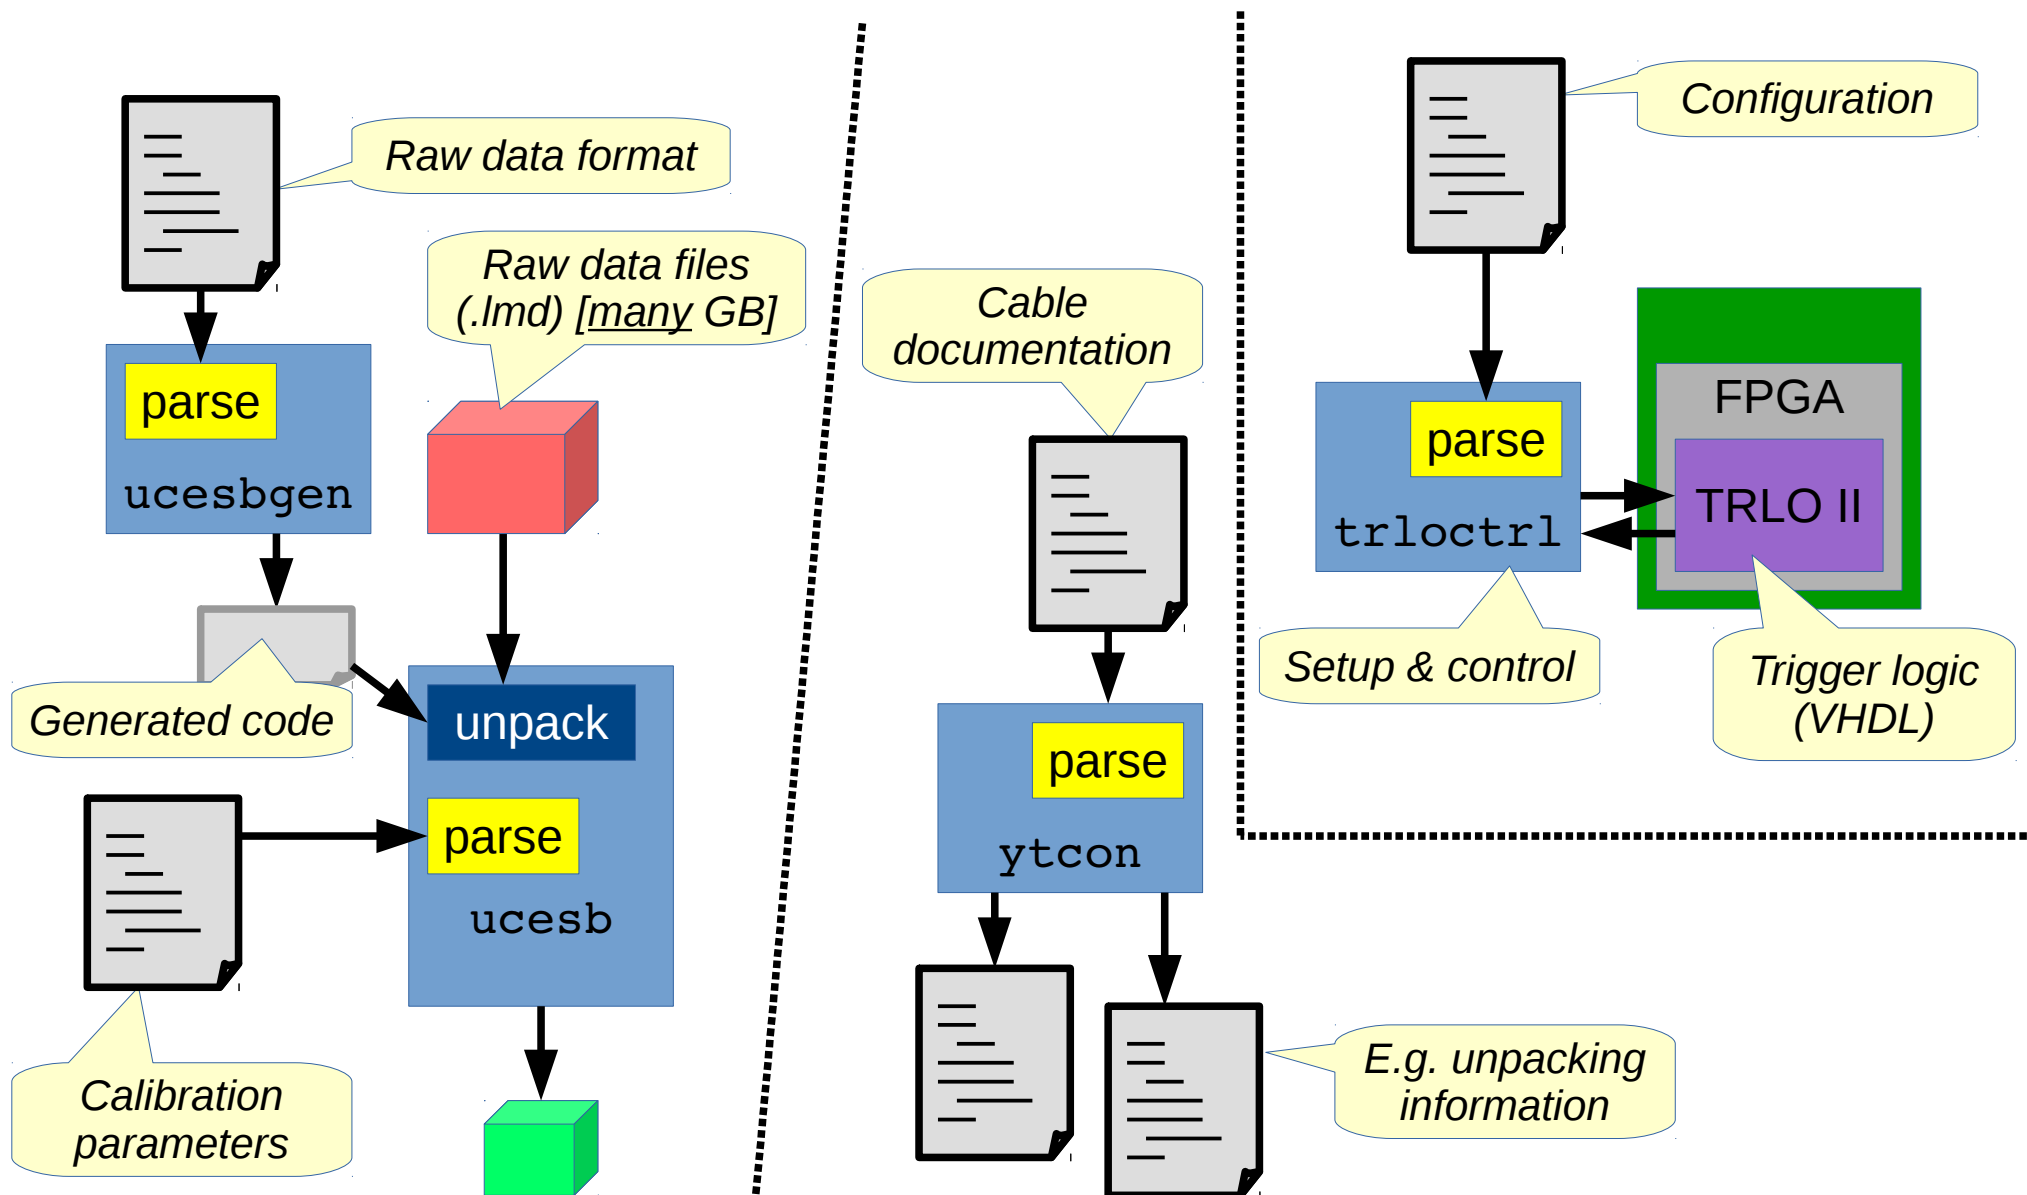 Raw data format
Raw data files
(.lmd) [many GB]
parse
ucesbgen
Generated code
unpack
parse
ucesb
Calibration
parameters
Cable
documentation
parse
ytcon
E.g. unpacking
information
Configuration
parse
trloctrl
FPGA
TRLO II
Setup & control
Trigger logic
(VHDL)